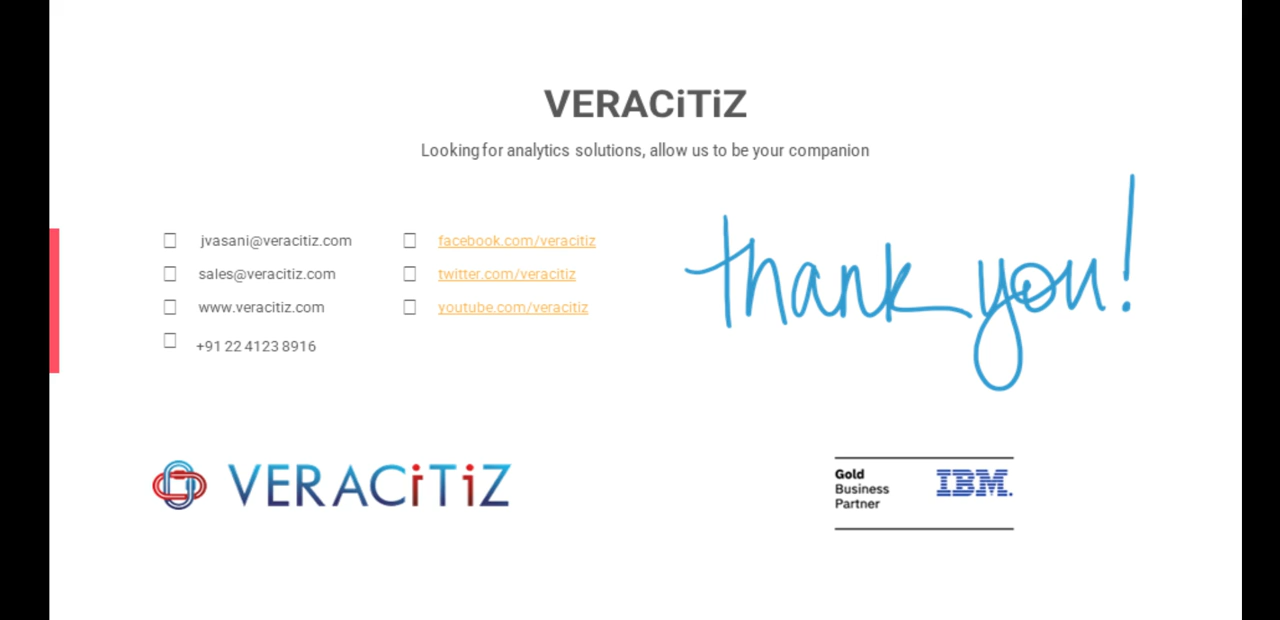 VERACiTiZ
Looking for analytics solutions, allow us to be your companion
jvasani@veracitiz.com
sales@veracitiz.com
www.veracitiz.com
+91 22 4123 8916
facebook.com/veracitiz
twitter.com/veracitiz
youtube.com/veracitiz
thank you!
VERACiTiZ
Gold
Business
Partner
IBM.